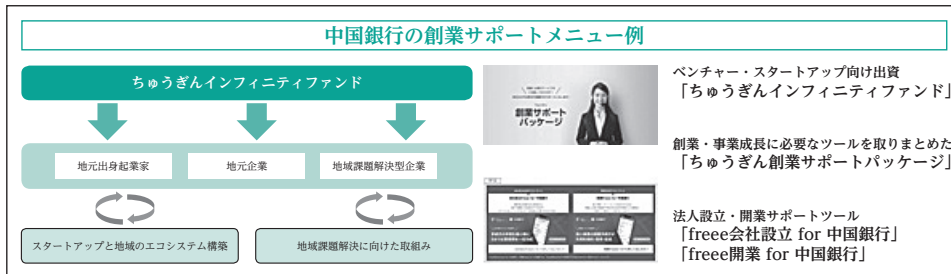 中国銀行の創業サポートメニュー例
ちゅうぎんインフィニティファンド
地元出身起業家
地元企業
地域課題解決型企業
スタートアップと地域のエコシステム構築
地域課題解決に向けた取組み
創業サポート
パッケージ
ベンチャー・スタートアップ向け出資
「ちゅうぎんインフィニティファンド」
創業・事業成長に必要なツールを取りまとめた
「ちゅうぎん創業サポートパッケージ」
法人設立・開業サポートツール
「freee会社設立 for 中国銀行」
「freee開業 for 中国銀行」